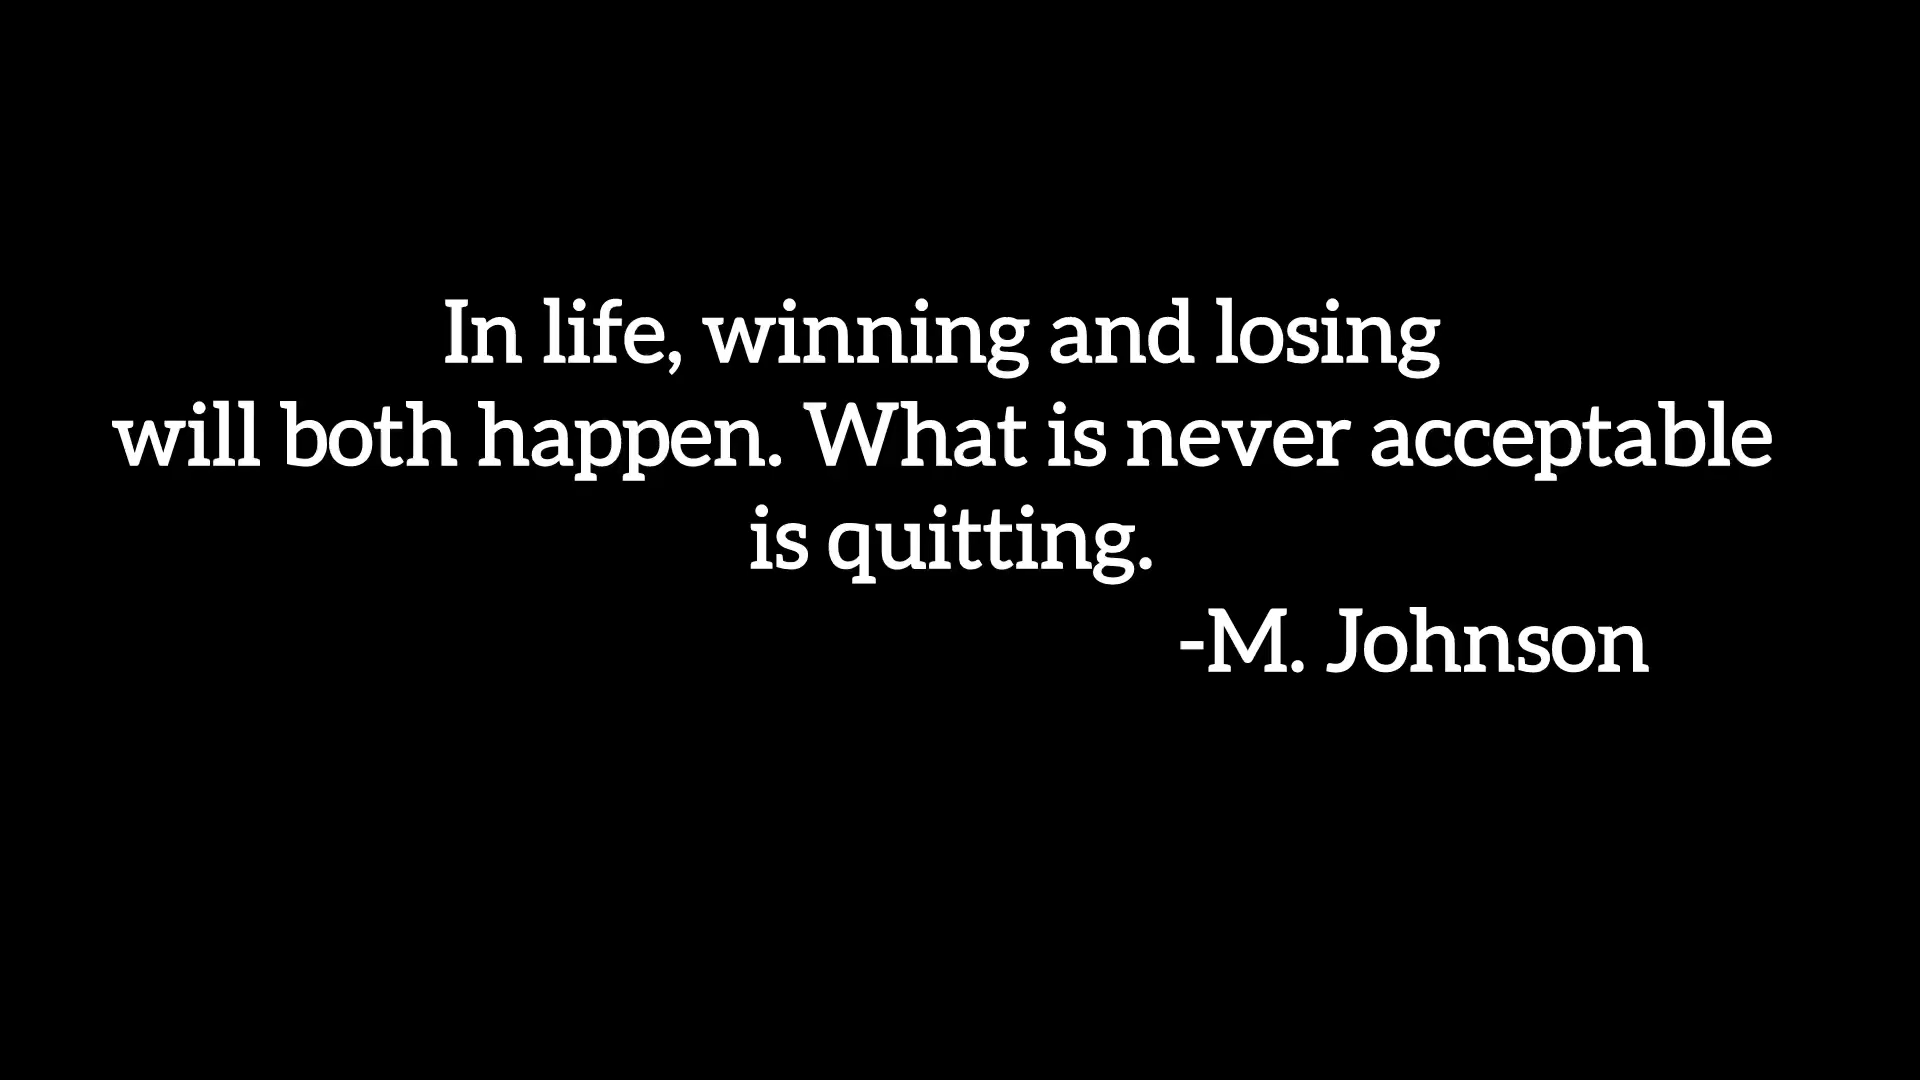 In life, winning and losing
will both happen. What is never acceptable
is quitting.
-M. Johnson